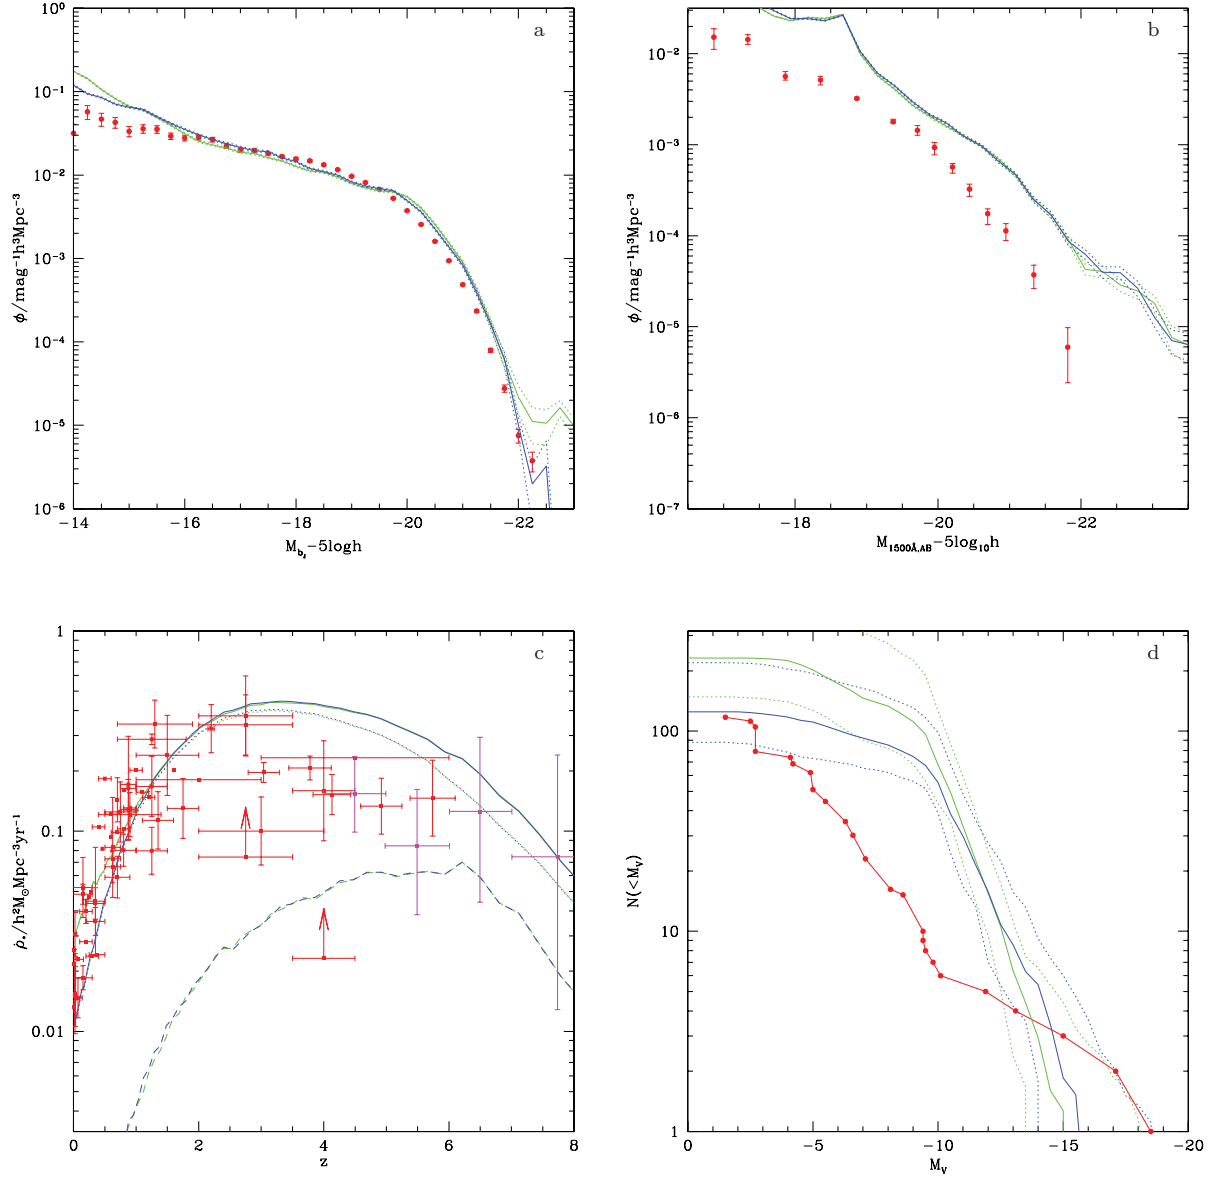 a
10⁰
10⁻¹
10⁻²
10⁻³
10⁻⁴
10⁻⁵
10⁻⁶
ϕ/mag⁻¹h³Mpc⁻³
-14 -16 -18 -20 -22
M_{b_J}-5logh
b
10⁻²
10⁻³
10⁻⁴
10⁻⁵
10⁻⁶
10⁻⁷
ϕ/mag⁻¹h³Mpc⁻³
-18 -20 -22
M_{1500Å,AB}-5log₁₀h
c
1
0.1
0.01
ρ̇⋆/h²M⊙Mpc⁻³yr⁻¹
0 2 4 6 8
z
d
100
10
1
N(<M_V)
0 -5 -10 -15 -20
M_V